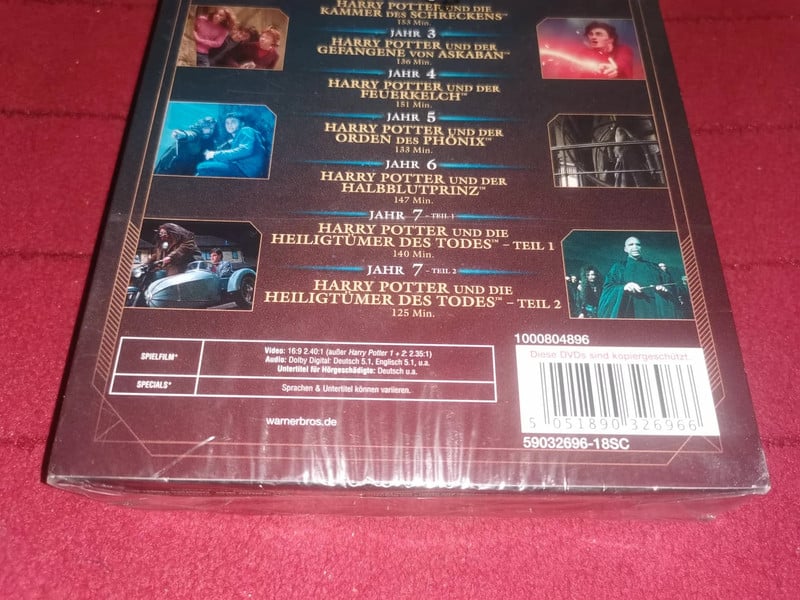 HARRY POTTER UND DIE
KAMMER DES SCHRECKENS™
153 Min.
JAHR 3
HARRY POTTER UND DER
GEFANGENE VON ASKABAN™
136 Min.
JAHR 4
HARRY POTTER UND DER
FEUERKELCH™
151 Min.
JAHR 5
HARRY POTTER UND DER
ORDEN DES PHÖNIX™
133 Min.
JAHR 6
HARRY POTTER UND DER
HALBBLUTPRINZ™
147 Min.
JAHR 7 - TEIL 1
HARRY POTTER UND DIE
HEILIGTÜMER DES TODES™ - TEIL 1
140 Min.
JAHR 7 - TEIL 2
HARRY POTTER UND DIE
HEILIGTÜMER DES TODES™ - TEIL 2
125 Min.
SPIELFILM*
Video: 16:9 2.40:1 (außer Harry Potter 1 + 2: 2.35:1)
Audio: Dolby Digital: Deutsch 5.1, Englisch 5.1, u.a.
Untertitel für Hörgeschädigte: Deutsch u.a.
SPECIALS*
Sprachen & Untertitel können variieren.
warnerbros.de
1000804896
Diese DVDs sind kopiergeschützt.
5 051890 326966
59032696-18SC